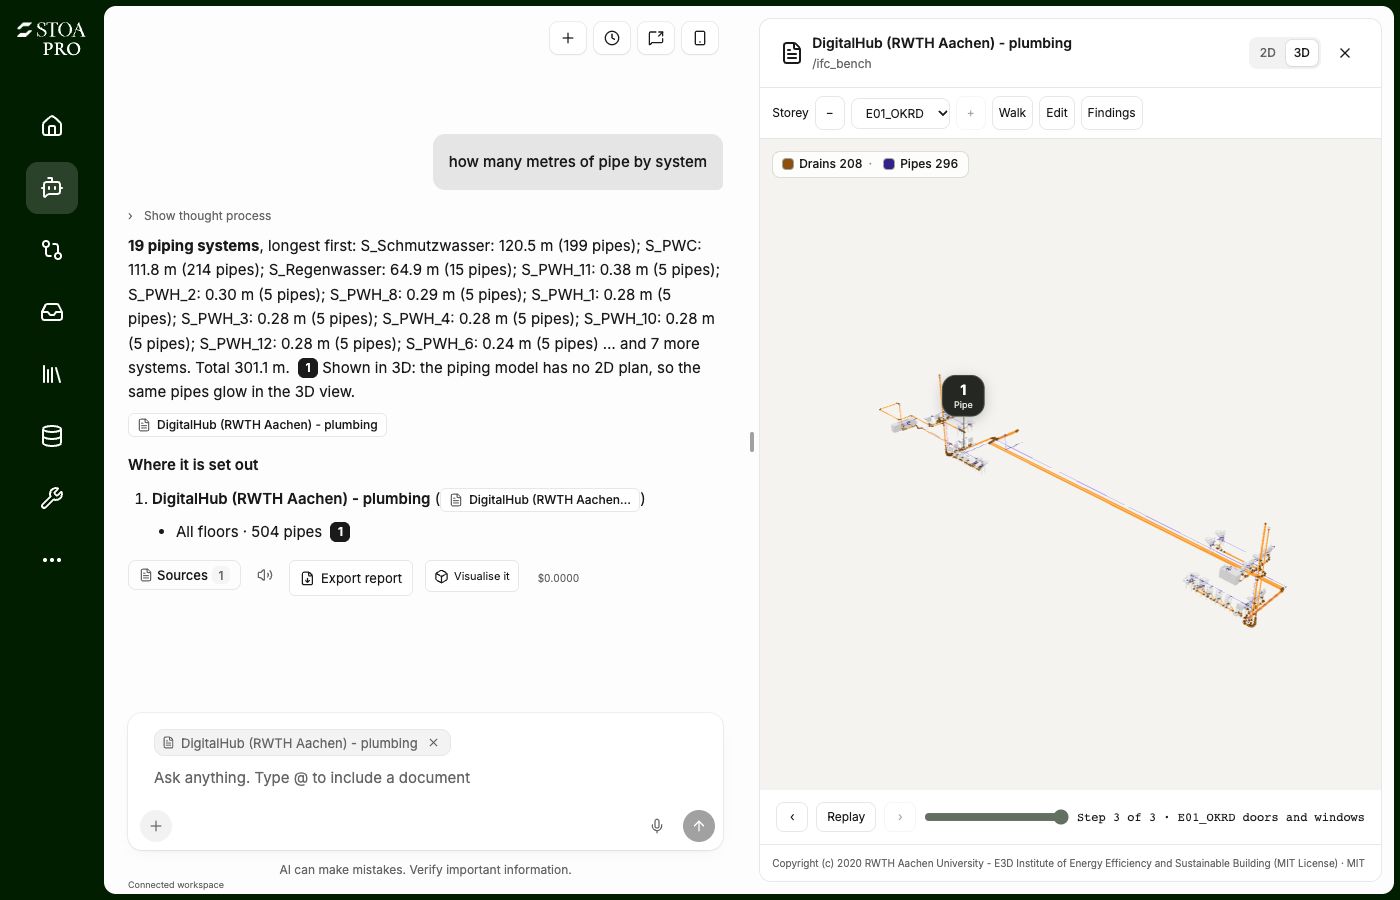 STOA
PRO
how many metres of pipe by system
Show thought process
19 piping systems, longest first: S_Schmutzwasser: 120.5 m (199 pipes); S_PWC:
111.8 m (214 pipes); S_Regenwasser: 64.9 m (15 pipes); S_PWH_11: 0.38 m (5 pipes);
S_PWH_2: 0.30 m (5 pipes); S_PWH_8: 0.29 m (5 pipes); S_PWH_1: 0.28 m (5
pipes); S_PWH_3: 0.28 m (5 pipes); S_PWH_4: 0.28 m (5 pipes); S_PWH_10: 0.28 m
(5 pipes); S_PWH_12: 0.28 m (5 pipes); S_PWH_6: 0.24 m (5 pipes) ... and 7 more
systems. Total 301.1 m. 1 Shown in 3D: the piping model has no 2D plan, so the
same pipes glow in the 3D view.
DigitalHub (RWTH Aachen) - plumbing
Where it is set out
1. DigitalHub (RWTH Aachen) - plumbing (DigitalHub (RWTH Aachen...)
• All floors · 504 pipes 1
Sources 1
Export report
Visualise it
$0.0000
DigitalHub (RWTH Aachen) - plumbing ×
Ask anything. Type @ to include a document
AI can make mistakes. Verify important information.
Connected workspace
DigitalHub (RWTH Aachen) - plumbing
/ifc_bench
2D 3D
Storey − E01_OKRD + Walk Edit Findings
Drains 208 · Pipes 296
1
Pipe
‹ Replay › Step 3 of 3 · E01_OKRD doors and windows
Copyright (c) 2020 RWTH Aachen University - E3D Institute of Energy Efficiency and Sustainable Building (MIT License) · MIT